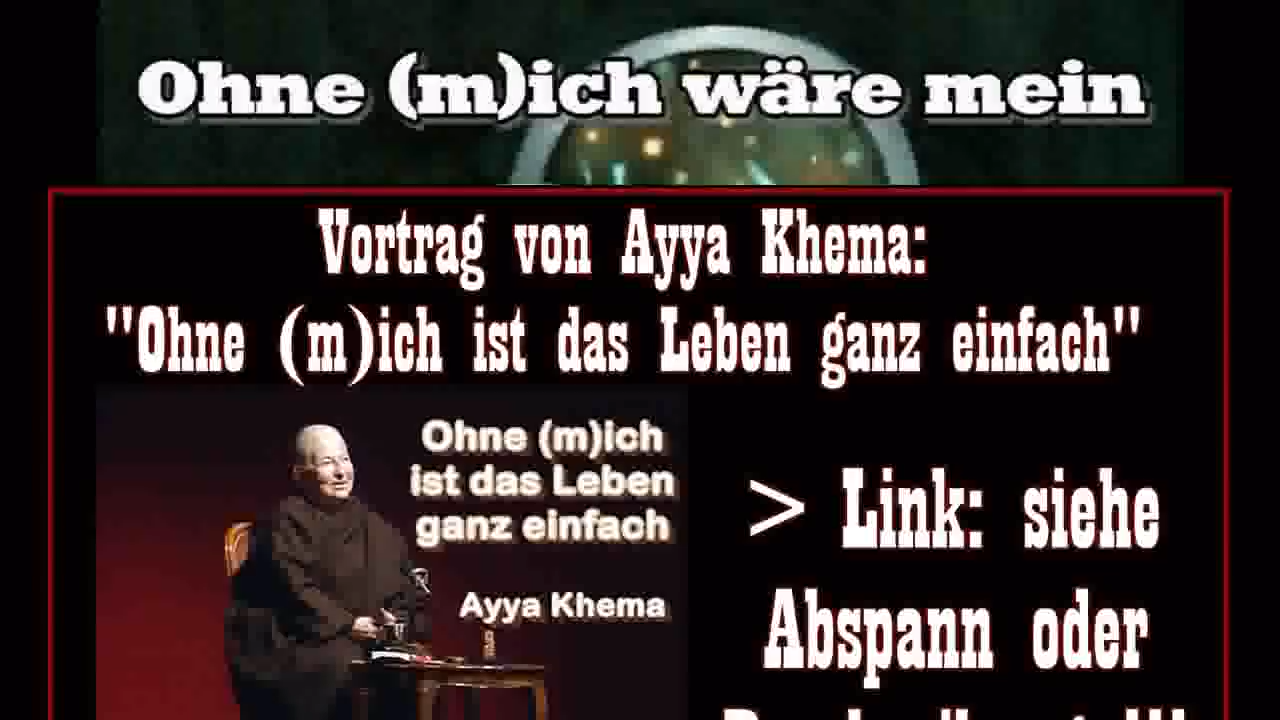 Ohne (m)ich wäre mein
Vortrag von Ayya Khema:
"Ohne (m)ich ist das Leben ganz einfach"
Ohne (m)ich
ist das Leben
ganz einfach
Ayya Khema
> Link: siehe
Abspann oder